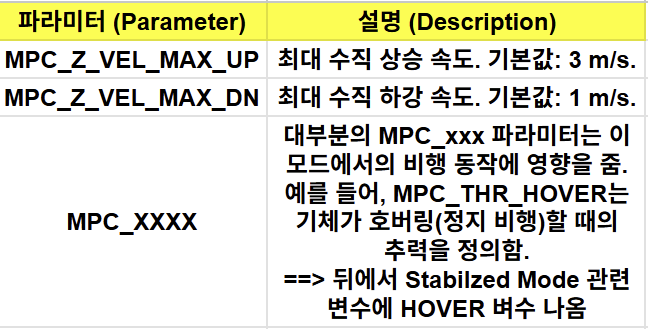 파라미터 (Parameter) 설명 (Description)
MPC_Z_VEL_MAX_UP 최대 수직 상승 속도. 기본값: 3 m/s.
MPC_Z_VEL_MAX_DN 최대 수직 하강 속도. 기본값: 1 m/s.
MPC_XXXX
대부분의 MPC_xxx 파라미터는 이
모드에서의 비행 동작에 영향을 줌.
예를 들어, MPC_THR_HOVER는
기체가 호버링(정지 비행)할 때의
추력을 정의함.
==> 뒤에서 Stabilzed Mode 관련
변수에 HOVER 벼수 나옴